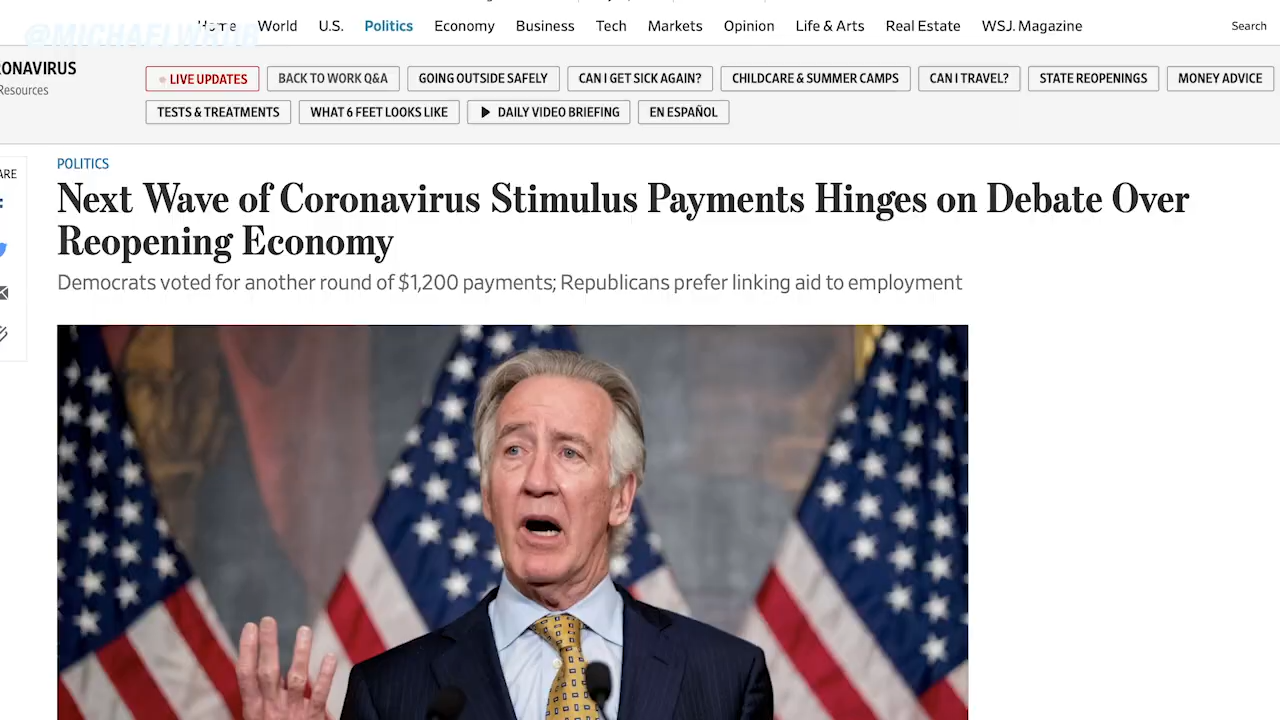 @MICHAELWRUB
Home World U.S. Politics Economy Business Tech Markets Opinion Life & Arts Real Estate WSJ. Magazine Search
ONAVIRUS
Resources
LIVE UPDATES BACK TO WORK Q&A GOING OUTSIDE SAFELY CAN I GET SICK AGAIN? CHILDCARE & SUMMER CAMPS CAN I TRAVEL? STATE REOPENINGS MONEY ADVICE
TESTS & TREATMENTS WHAT 6 FEET LOOKS LIKE DAILY VIDEO BRIEFING EN ESPAÑOL
ARE
POLITICS
Next Wave of Coronavirus Stimulus Payments Hinges on Debate Over
Reopening Economy
Democrats voted for another round of $1,200 payments; Republicans prefer linking aid to employment